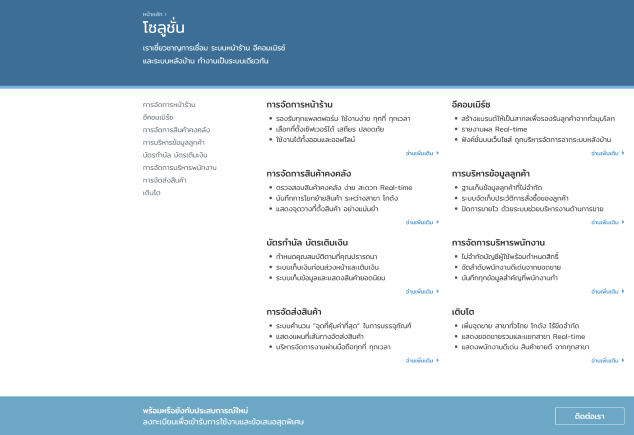 หน้าหลัก ›
โซลูชั่น
เราเชี่ยวชาญการเชื่อม ระบบหน้าร้าน อีคอมเมิร์ซ
และระบบหลังบ้าน ทำงานเป็นระบบเดียวกัน
การจัดการหน้าร้าน
อีคอมเมิร์ซ
การจัดการสินค้าคงคลัง
การบริหารข้อมูลลูกค้า
บัตรกำนัล บัตรเติมเงิน
การจัดการบริหารพนักงาน
การจัดส่งสินค้า
เติบโต
การจัดการหน้าร้าน
รองรับทุกแพลตฟอร์ม ใช้งานง่าย ทุกที่ ทุกเวลา
เลือกที่ตั้งเซิฟเวอร์ได้ เสถียร ปลอดภัย
ใช้งานได้ทั้งออนและออฟไลน์
อ่านเพิ่มเติม
อีคอมเมิร์ซ
สร้างแบรนด์ให้เป็นสากลเพื่อรองรับลูกค้าจากทั่วมุมโลก
รายงานผล Real-time
ฟังค์ชั่นบนเว็บไซส์ ถูกบริหารจัดการจากระบบหลังบ้าน
อ่านเพิ่มเติม
การจัดการสินค้าคงคลัง
ตรวจสอบสินค้าคงคลัง ง่าย สะดวก Real-time
บันทึกการโยกย้ายสินค้า ระหว่างสาขา โกดัง
แสดงจุดวางที่ตั้งสินค้า อย่างแม่นยำ
อ่านเพิ่มเติม
การบริหารข้อมูลลูกค้า
ฐานเก็บข้อมูลลูกค้าที่ไม่จำกัด
ระบบจัดเก็บประวัติการสั่งซื้อของลูกค้า
ปิดการขายไว ด้วยระบบช่วยบริหารงานด้านการขาย
อ่านเพิ่มเติม
บัตรกำนัล บัตรเติมเงิน
กำหนดคุณสมบัติตามที่คุณปรารถนา
ระบบเก็บเงินก่อนล่วงหน้าและเติมเงิน
ระบบเก็บข้อมูลและแสดงสินค้ายอดนิยม
อ่านเพิ่มเติม
การจัดการบริหารพนักงาน
ไม่จำกัดบัญชีผู้ใช้พร้อมกำหนดสิทธิ์
จัดลำดับพนักงานดีเด่นจากยอดขาย
บันทึกทุกข้อมูลสำคัญที่พนักงานทำ
อ่านเพิ่มเติม
การจัดส่งสินค้า
ระบบคำนวน "จุดที่คุ้มค่าที่สุด" ในการบรรจุภัณฑ์
แสดงแผนที่เส้นทางจัดส่งสินค้า
บริหารจัดการงานผ่านมือถือทุกที่ ทุกเวลา
อ่านเพิ่มเติม
เติบโต
เพิ่มจุดขาย สาขาทั่วไทย โกดัง ไร้ขีดจำกัด
แสดงยอดขายรวมและแยกสาขา Real-time
แสดงพนักงานดีเด่น สินค้าขายดี จากทุกสาขา
อ่านเพิ่มเติม
พร้อมหรือยังกับประสบการณ์ใหม่
ลงทะเบียนเพื่อเข้ารับการใช้งานและข้อเสนอสุดพิเศษ
ติดต่อเรา